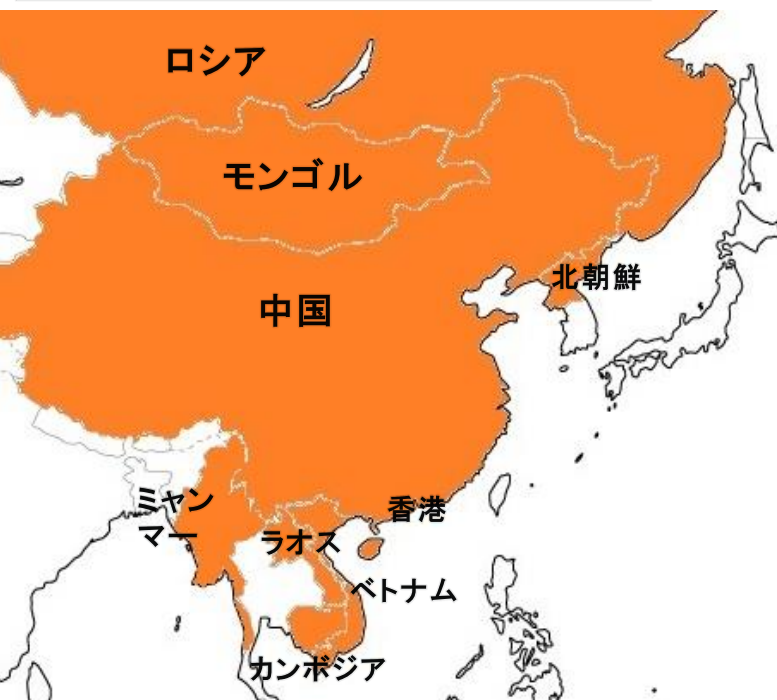 ロシア
モンゴル
北朝鮮
中国
ミャン
マー
香港
ラオス
ベトナム
カンボジア